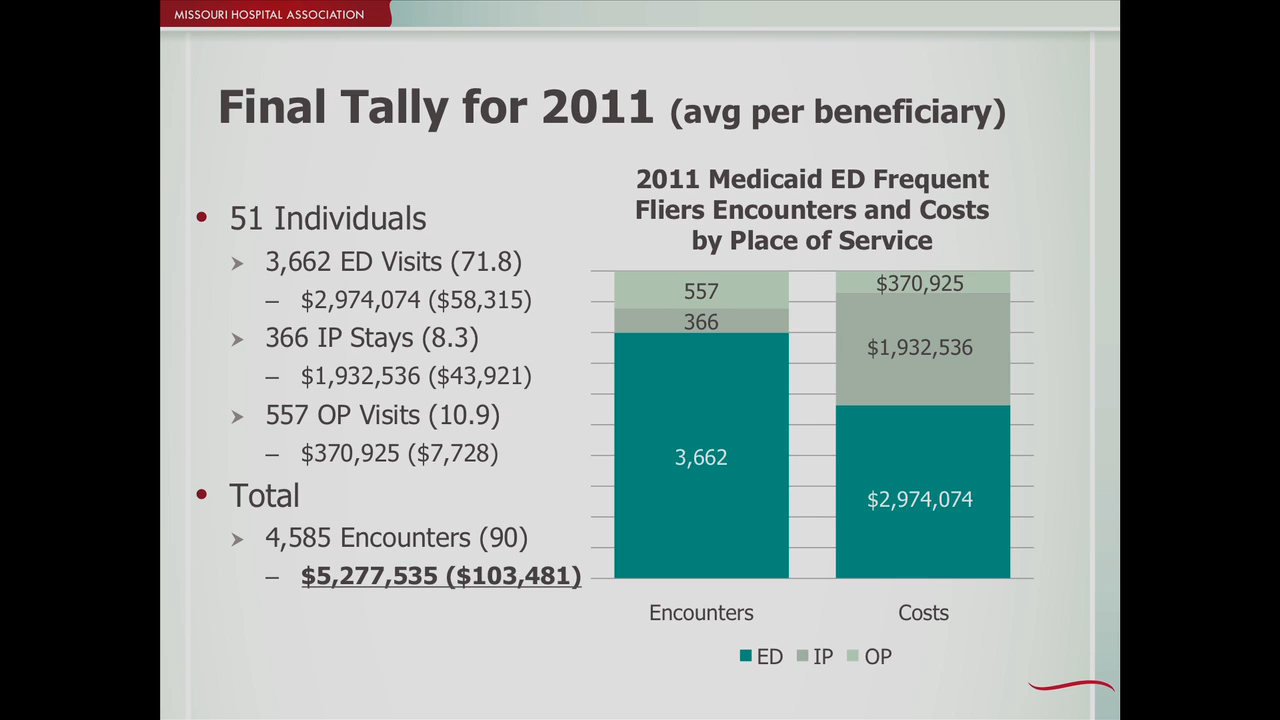 MISSOURI HOSPITAL ASSOCIATION
Final Tally for 2011 (avg per beneficiary)
• 51 Individuals
➢ 3,662 ED Visits (71.8)
– $2,974,074 ($58,315)
➢ 366 IP Stays (8.3)
– $1,932,536 ($43,921)
➢ 557 OP Visits (10.9)
– $370,925 ($7,728)
• Total
➢ 4,585 Encounters (90)
– $5,277,535 ($103,481)
2011 Medicaid ED Frequent
Fliers Encounters and Costs
by Place of Service
557
366
3,662
$370,925
$1,932,536
$2,974,074
Encounters
Costs
ED IP OP